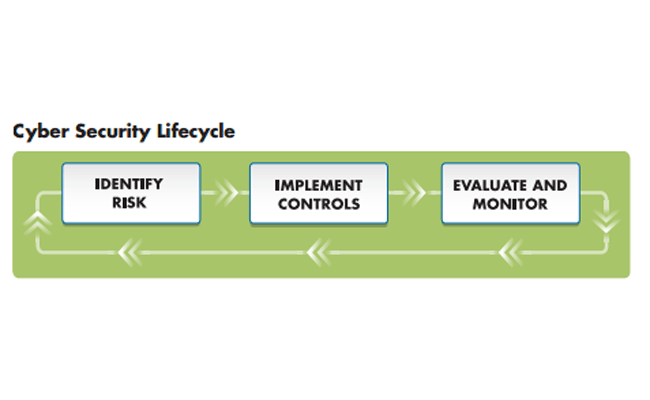 Cyber Security Lifecycle
IDENTIFY
RISK
IMPLEMENT
CONTROLS
EVALUATE AND
MONITOR